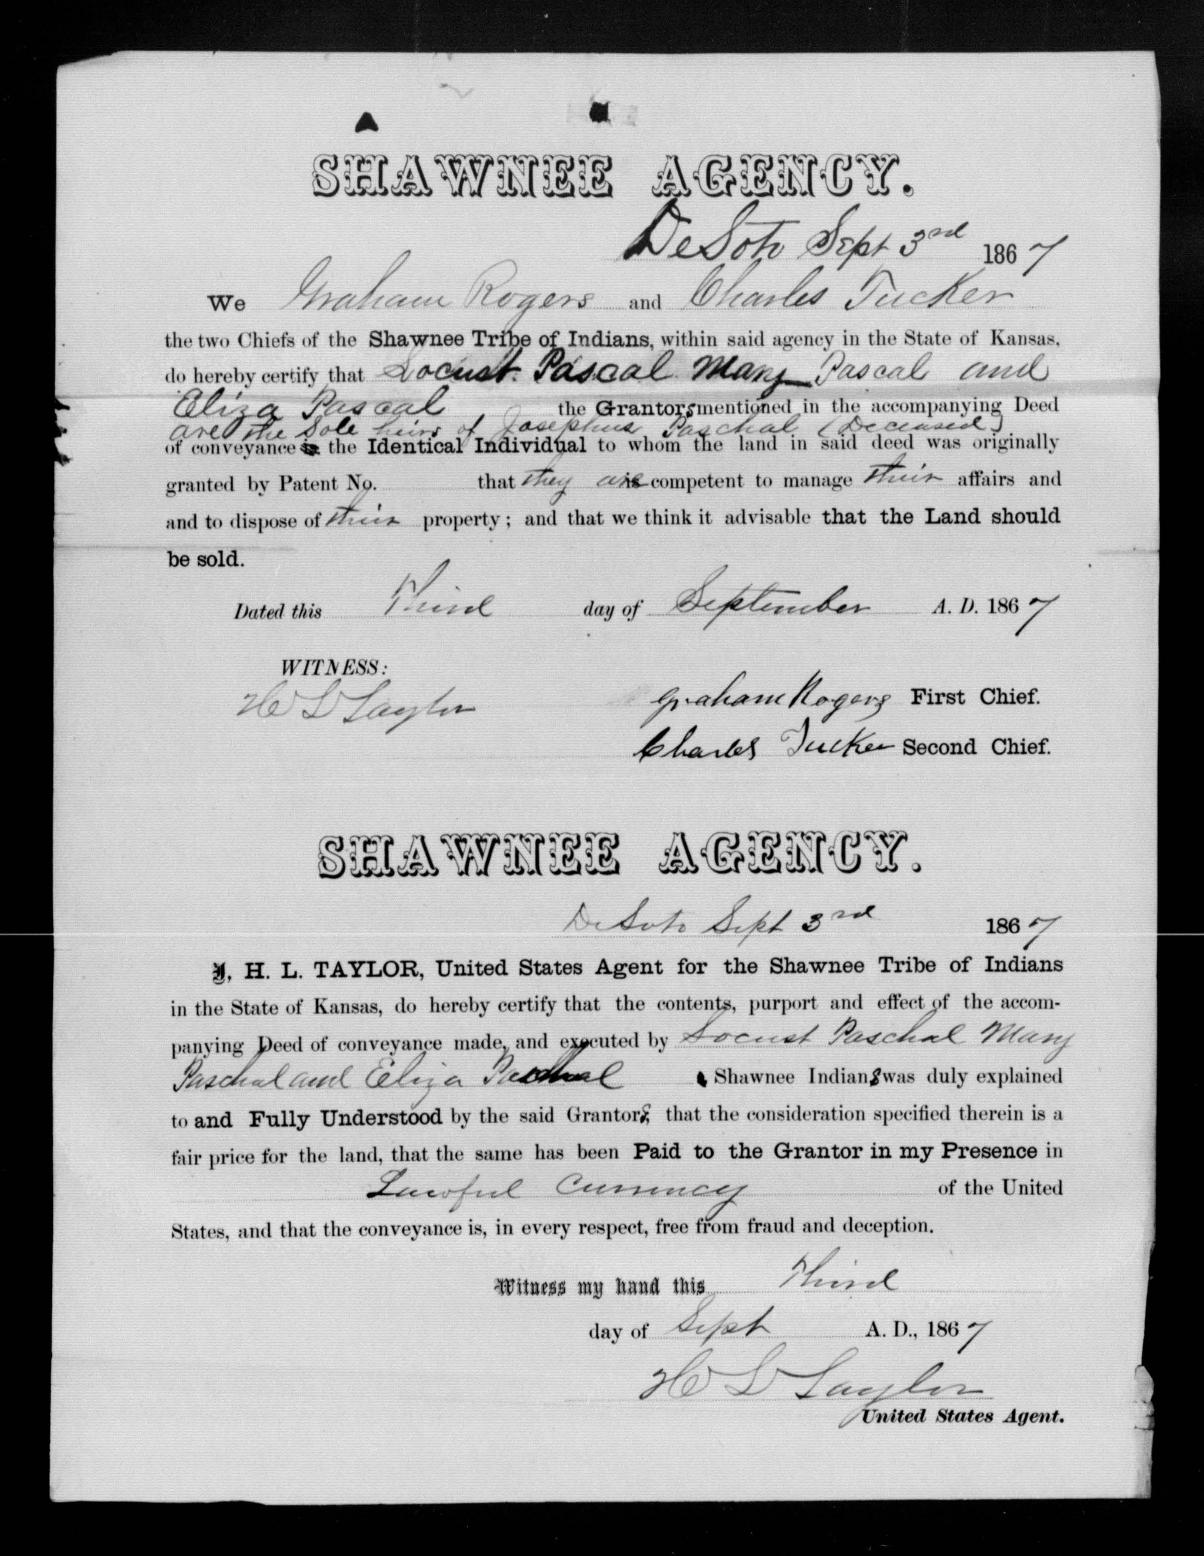 SHAWNEE AGENCY.
DeSoto Sept 3rd 1867
We Graham Rogers and Charles Tucker
the two Chiefs of the Shawnee Tribe of Indians, within said agency in the State of Kansas,
do hereby certify that Locust Pascal Mary Pascal and
Eliza Pascal the Grantors mentioned in the accompanying Deed
are the Sole heirs of Josephus Paschal (Deceased)
of conveyance the Identical Individual to whom the land in said deed was originally
granted by Patent No. that they are competent to manage their affairs and
and to dispose of their property; and that we think it advisable that the Land should
be sold.
Dated this Third day of September A. D. 1867
WITNESS:
H L Taylor
Graham Rogers First Chief.
Charles Tucker Second Chief.
SHAWNEE AGENCY.
DeSoto Sept 3rd 1867
I, H. L. TAYLOR, United States Agent for the Shawnee Tribe of Indians
in the State of Kansas, do hereby certify that the contents, purport and effect of the accom-
panying Deed of conveyance made, and executed by Locust Paschal Mary
Paschal and Eliza Paschal Shawnee Indians was duly explained
to and Fully Understood by the said Grantors, that the consideration specified therein is a
fair price for the land, that the same has been Paid to the Grantor in my Presence in
Lawful Currency of the United
States, and that the conveyance is, in every respect, free from fraud and deception.
Witness my hand this Third
day of Sept A. D., 1867
H L Taylor
United States Agent.